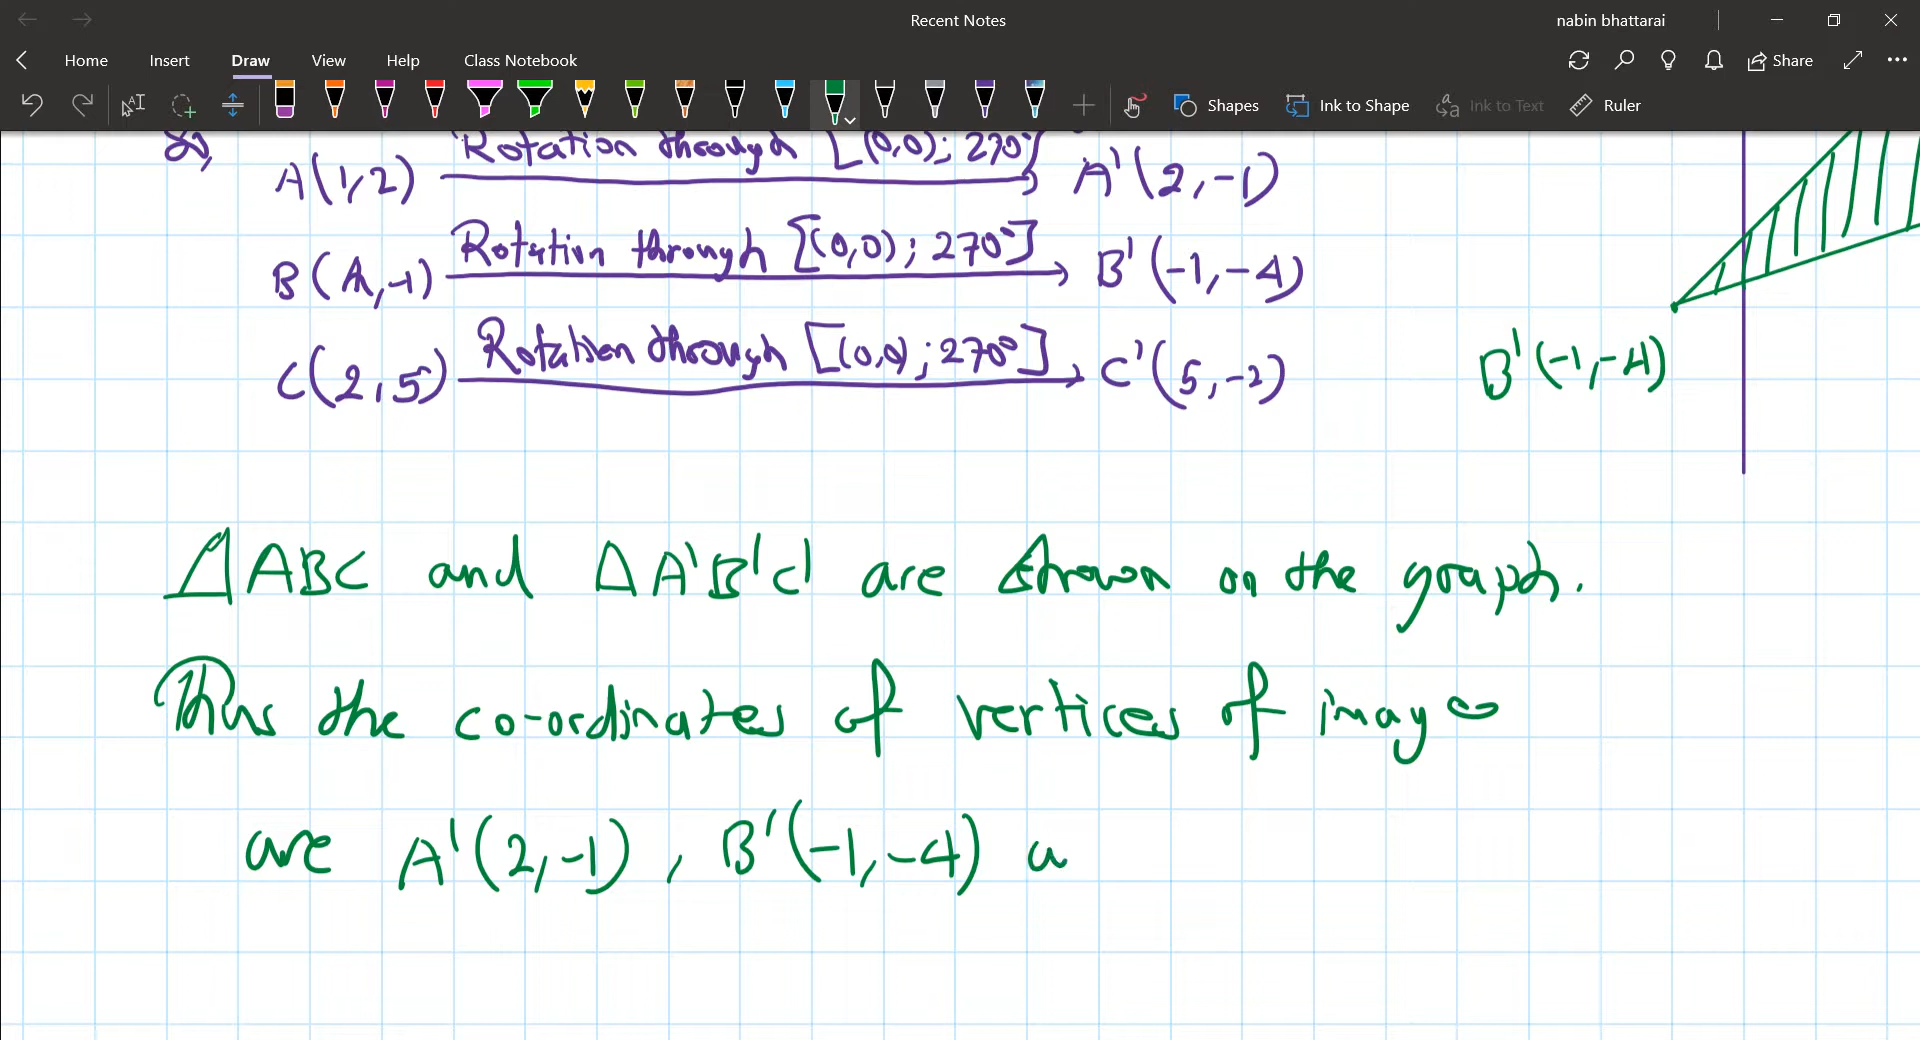 Recent Notes
nabin bhattarai
Home Insert Draw View Help Class Notebook
Share
Shapes Ink to Shape Ink to Text Ruler
So,
A(1,2) Rotation through [(0,0); 270°] A'(2,-1)
B(4,-1) Rotation through [(0,0); 270°] B'(-1,-4)
C(2,5) Rotation through [(0,0); 270°] C'(5,-2)
B'(-1,-4)
△ABC and △A'B'C' are shown on the graph.
Thus the co-ordinates of vertices of image
are A'(2,-1), B'(-1,-4) a